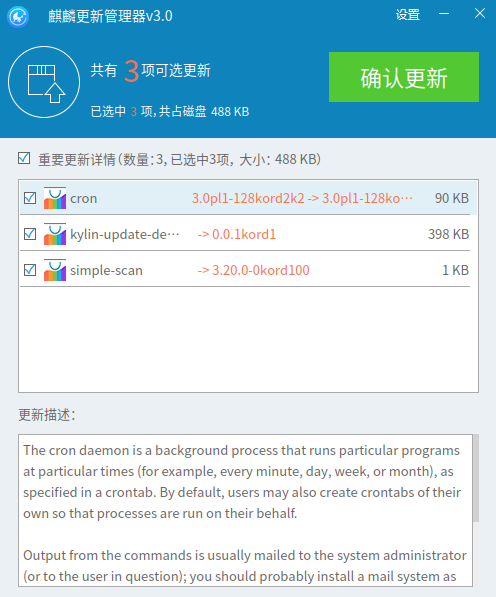 麒麟更新管理器v3.0
设置
共有 3 项可选更新
已选中 3 项, 共占磁盘 488 KB
确认更新
重要更新详情（数量：3, 已选中3项, 大小： 488 KB）
cron 3.0pl1-128kord2k2 -> 3.0pl1-128ko··· 90 KB
kylin-update-de··· -> 0.0.1kord1 398 KB
simple-scan -> 3.20.0-0kord100 1 KB
更新描述：
The cron daemon is a background process that runs particular programs
at particular times (for example, every minute, day, week, or month), as
specified in a crontab. By default, users may also create crontabs of their
own so that processes are run on their behalf.
Output from the commands is usually mailed to the system administrator
(or to the user in question); you should probably install a mail system as